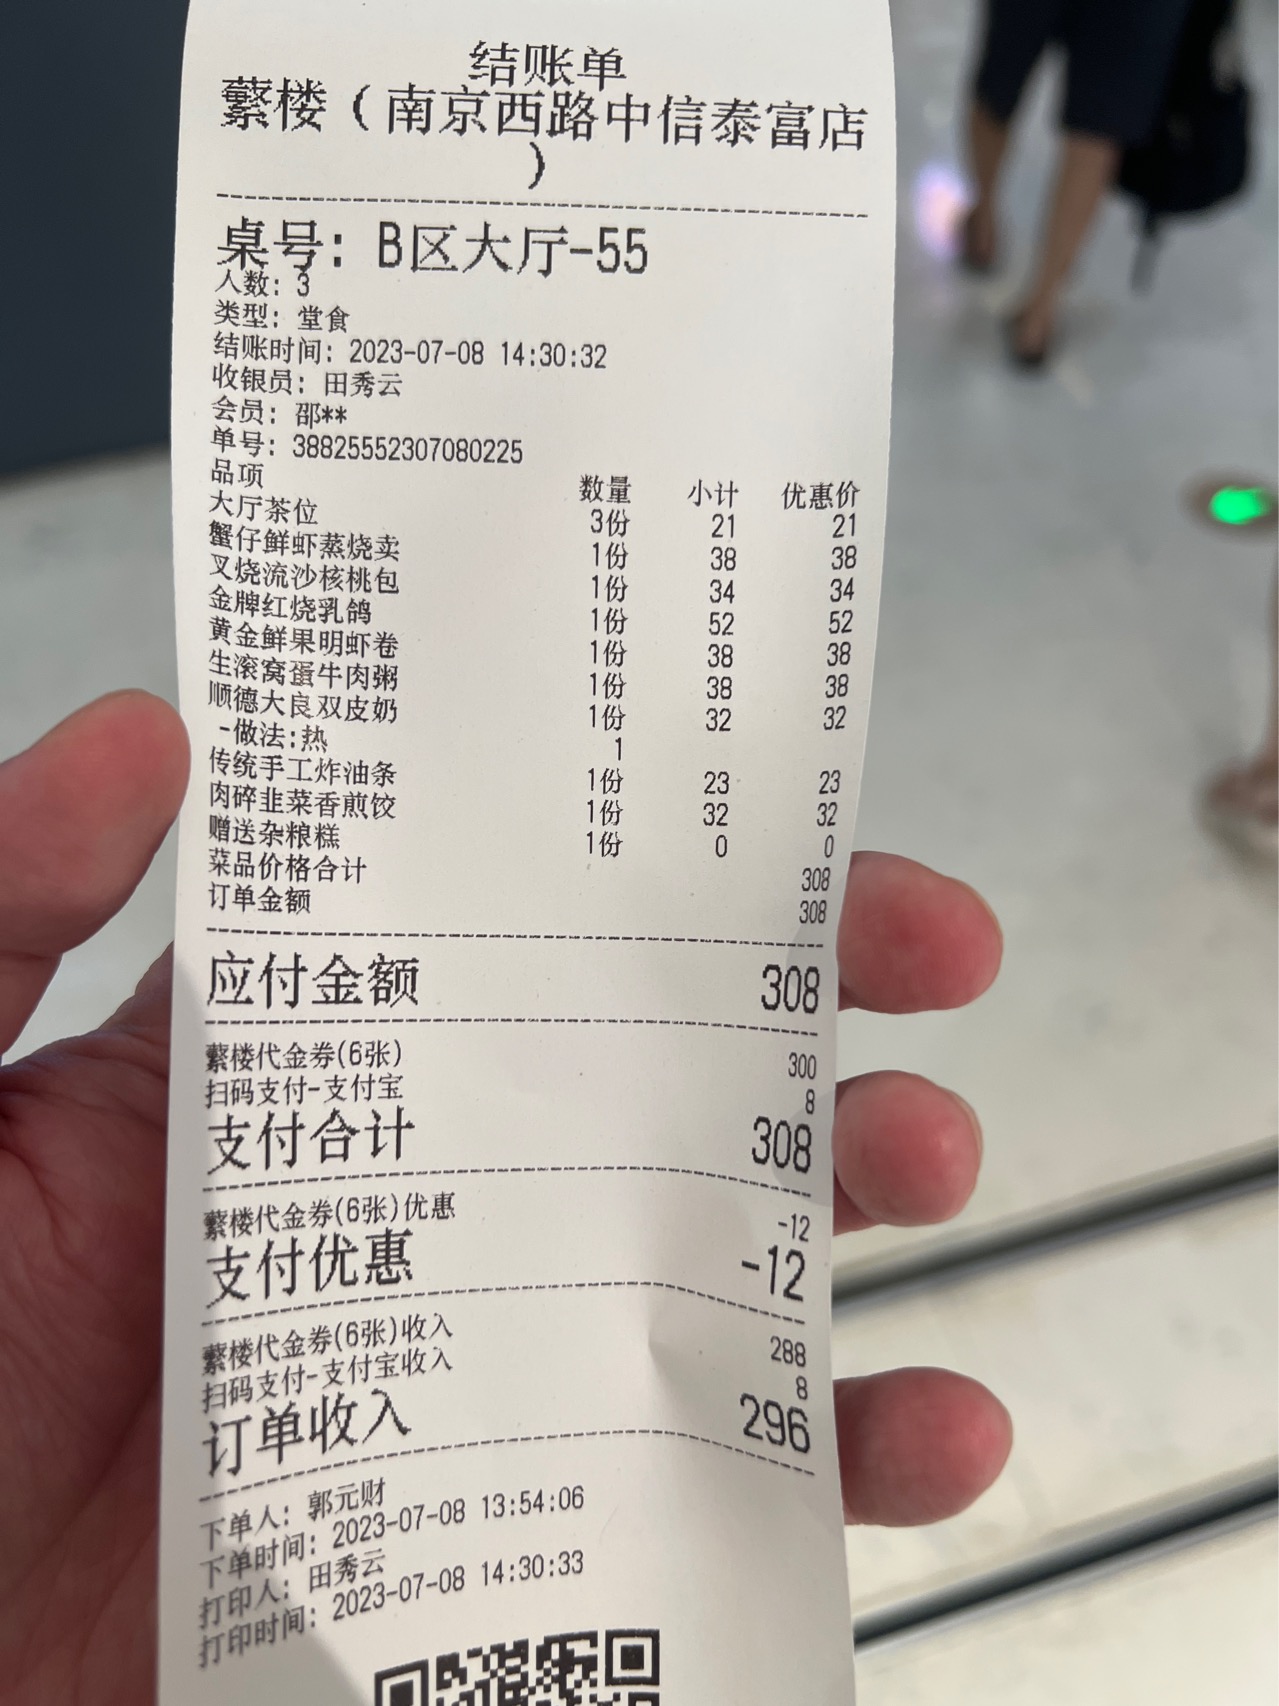 结账单
蘩楼（南京西路中信泰富店
）
桌号：B区大厅-55
人数：3
类型：堂食
结账时间：2023-07-08 14:30:32
收银员：田秀云
会员：邵**
单号：38825552307080225
品项 数量 小计 优惠价
大厅茶位 3份 21 21
蟹仔鲜虾蒸烧卖 1份 38 38
叉烧流沙核桃包 1份 34 34
金牌红烧乳鸽 1份 52 52
黄金鲜果明虾卷 1份 38 38
生滚窝蛋牛肉粥 1份 38 38
顺德大良双皮奶 1份 32 32
-做法:热 1
传统手工炸油条 1份 23 23
肉碎韭菜香煎饺 1份 32 32
赠送杂粮糕 1份 0 0
菜品价格合计 308
订单金额 308
应付金额 308
蘩楼代金券(6张) 300
扫码支付-支付宝 8
支付合计 308
蘩楼代金券(6张)优惠 -12
支付优惠 -12
蘩楼代金券(6张)收入 288
扫码支付-支付宝收入 8
订单收入 296
下单人：郭元财
下单时间：2023-07-08 13:54:06
打印人：田秀云
打印时间：2023-07-08 14:30:33